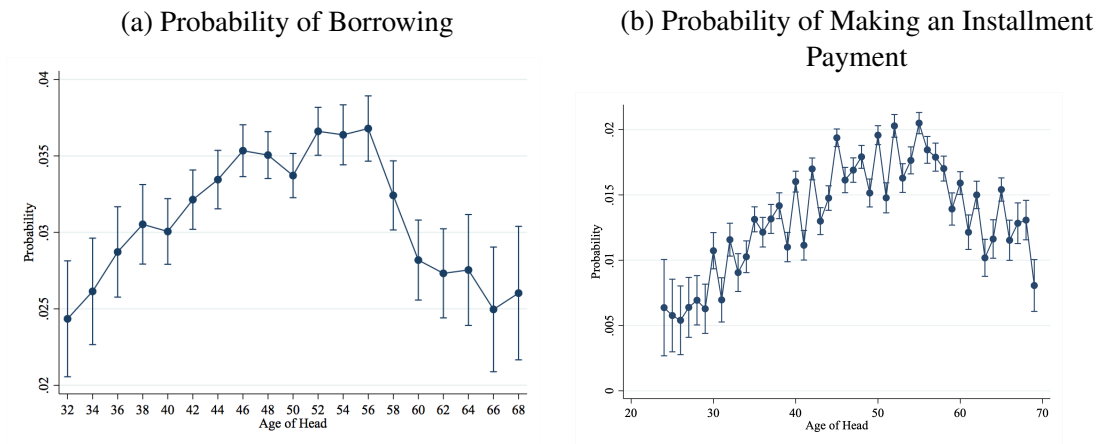 (a) Probability of Borrowing
.04
.035
.03
.025
.02
Probability
32 34 36 38 40 42 44 46 48 50 52 54 56 58 60 62 64 66 68
Age of Head
(b) Probability of Making an Installment
Payment
.02
.015
.01
.005
0
Probability
20 30 40 50 60 70
Age of Head